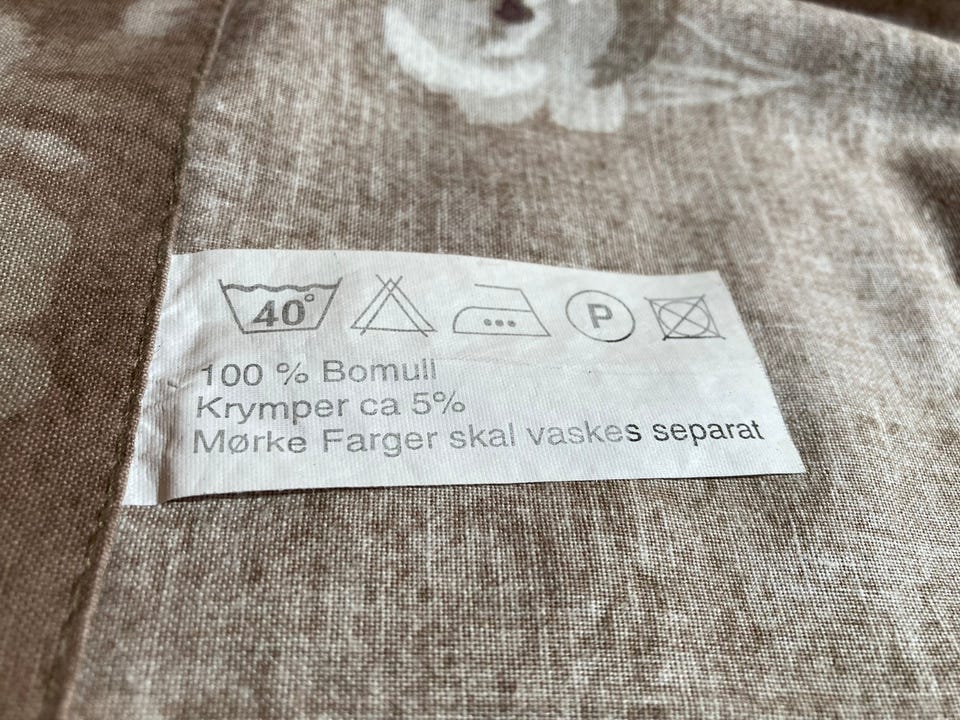 40°
P
100 % Bomull
Krymper ca 5%
Mørke Farger skal vaskes separat